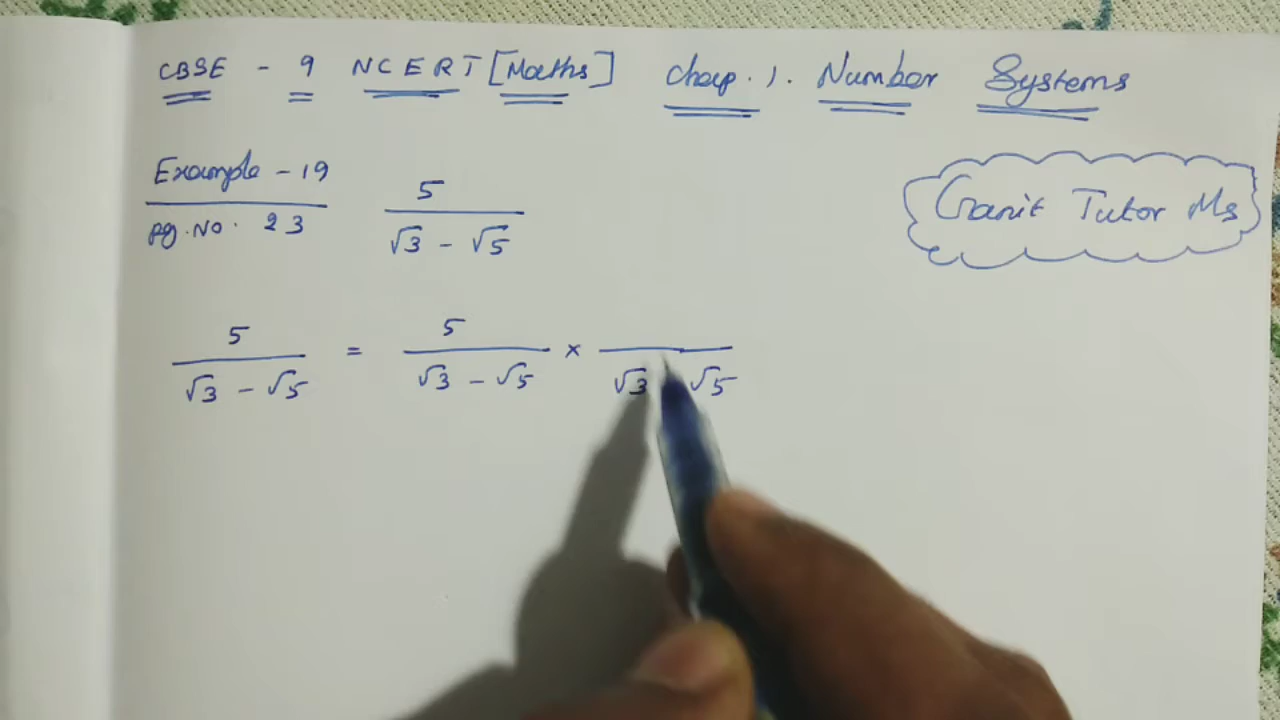 CBSE - 9 NCERT [Maths] Chap. 1. Number Systems
Example - 19
pg. No. 23
5
√3 - √5
Ganit Tutor Ms
5 / √3 - √5 = 5 / √3 - √5 × / √3 √5